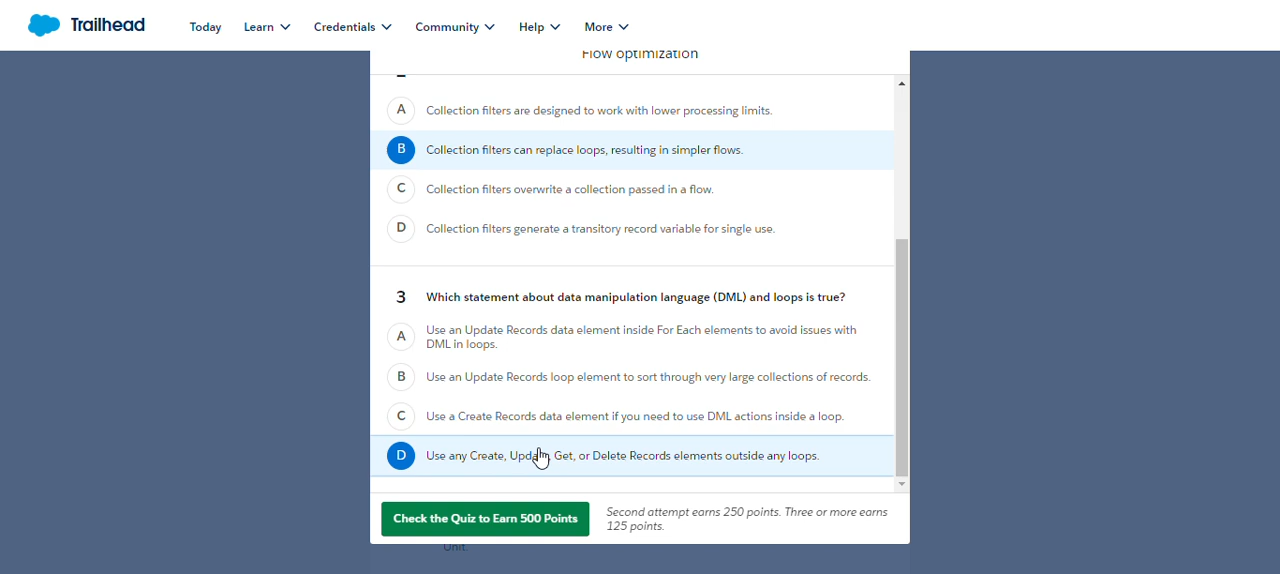 Trailhead
Today
Learn
Credentials
Community
Help
More
Flow optimization
A
Collection filters are designed to work with lower processing limits.
B
Collection filters can replace loops, resulting in simpler flows.
C
Collection filters overwrite a collection passed in a flow.
D
Collection filters generate a transitory record variable for single use.
3
Which statement about data manipulation language (DML) and loops is true?
A
Use an Update Records data element inside For Each elements to avoid issues with
DML in loops.
B
Use an Update Records loop element to sort through very large collections of records.
C
Use a Create Records data element if you need to use DML actions inside a loop.
D
Use any Create, Update, Get, or Delete Records elements outside any loops.
Check the Quiz to Earn 500 Points
Second attempt earns 250 points. Three or more earns
125 points.
Unit.